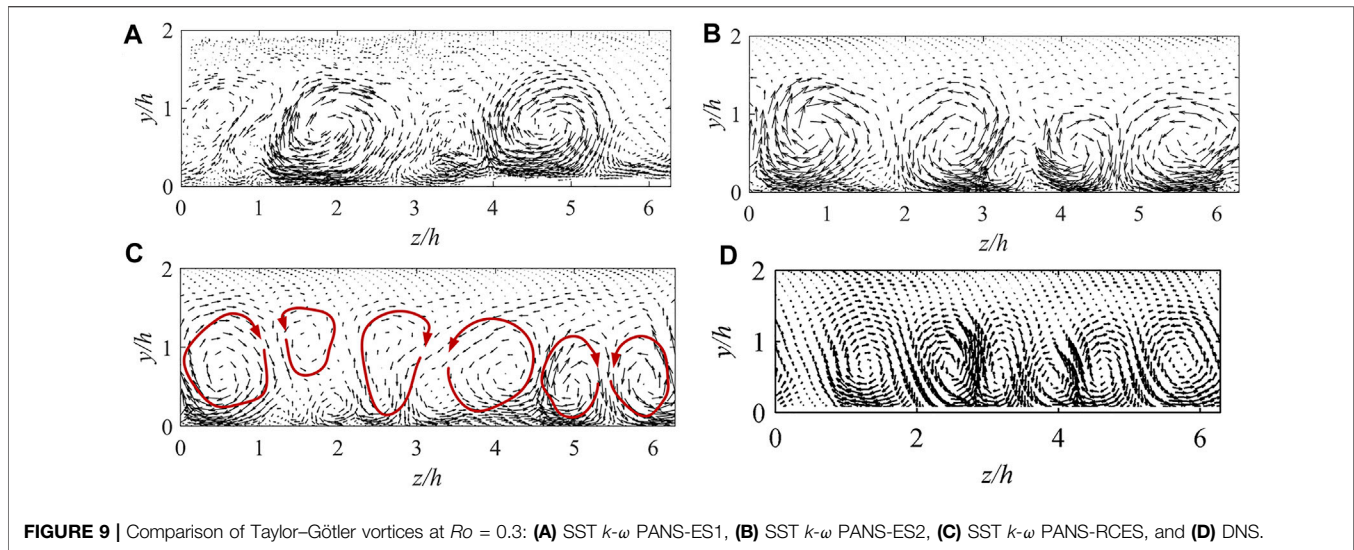 A
2
1
0
y/h
0 1 2 3 4 5 6
z/h
B
2
1
0
y/h
0 1 2 3 4 5 6
z/h
C
2
1
0
y/h
0 1 2 3 4 5 6
z/h
D
2
1
0
y/h
0 2 4 6
z/h
FIGURE 9 | Comparison of Taylor–Götler vortices at Ro = 0.3: (A) SST k-ω PANS-ES1, (B) SST k-ω PANS-ES2, (C) SST k-ω PANS-RCES, and (D) DNS.